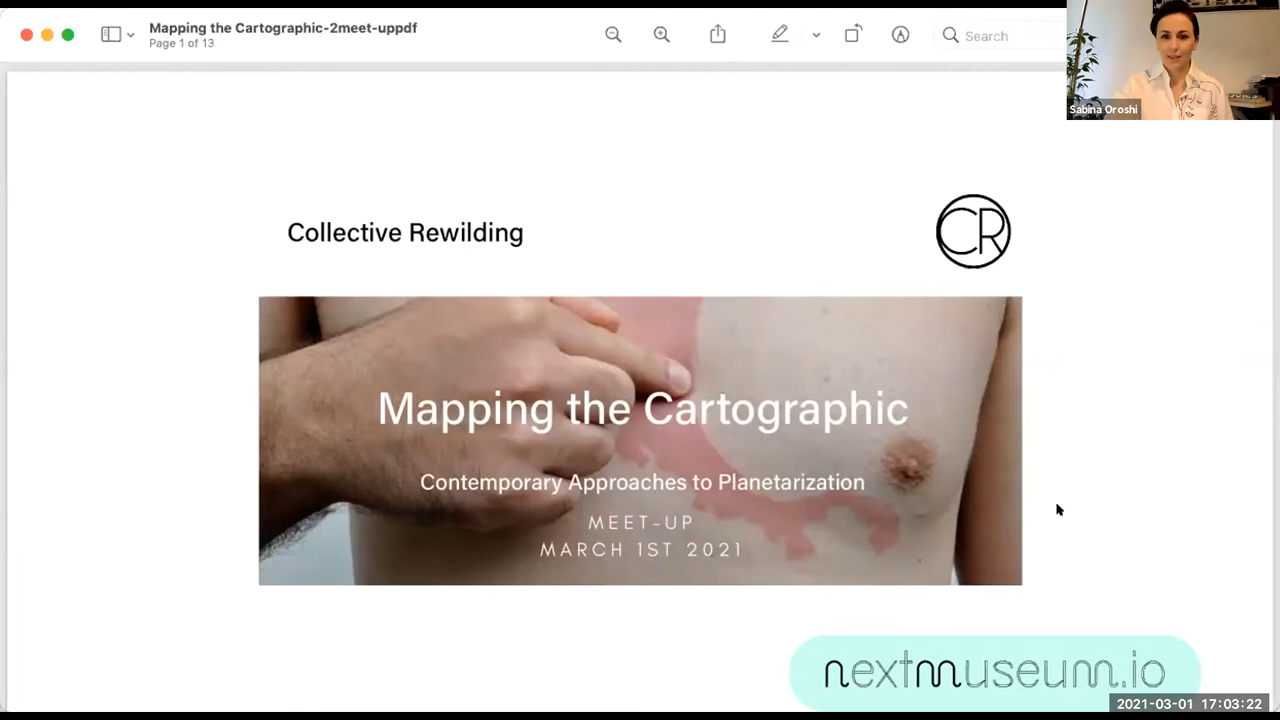 Mapping the Cartographic-2meet-uppdf
Page 1 of 13
Search
Sabina Oroshi
Collective Rewilding
CR
Mapping the Cartographic
Contemporary Approaches to Planetarization
MEET-UP
MARCH 1ST 2021
nextmuseum.io
2021-03-01 17:03:22